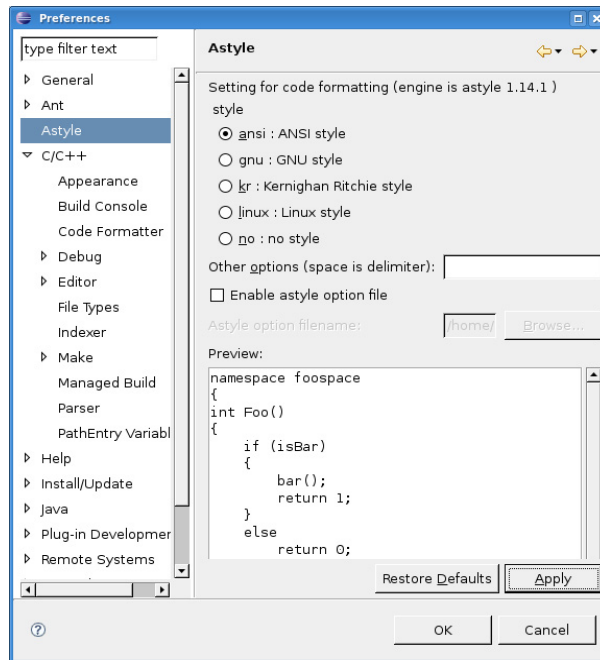 Preferences
type filter text
General
Ant
Astyle
C/C++
Appearance
Build Console
Code Formatter
Debug
Editor
File Types
Indexer
Make
Managed Build
Parser
PathEntry Variabl
Help
Install/Update
Java
Plug-in Developmer
Remote Systems
Astyle
Setting for code formatting (engine is astyle 1.14.1 )
style
ansi : ANSI style
gnu : GNU style
kr : Kernighan Ritchie style
linux : Linux style
no : no style
Other options (space is delimiter):
Enable astyle option file
Astyle option filename: /home/ Browse...
Preview:
namespace foospace
{
int Foo()
{
    if (isBar)
    {
        bar();
        return 1;
    }
    else
        return 0;
Restore Defaults Apply
? OK Cancel